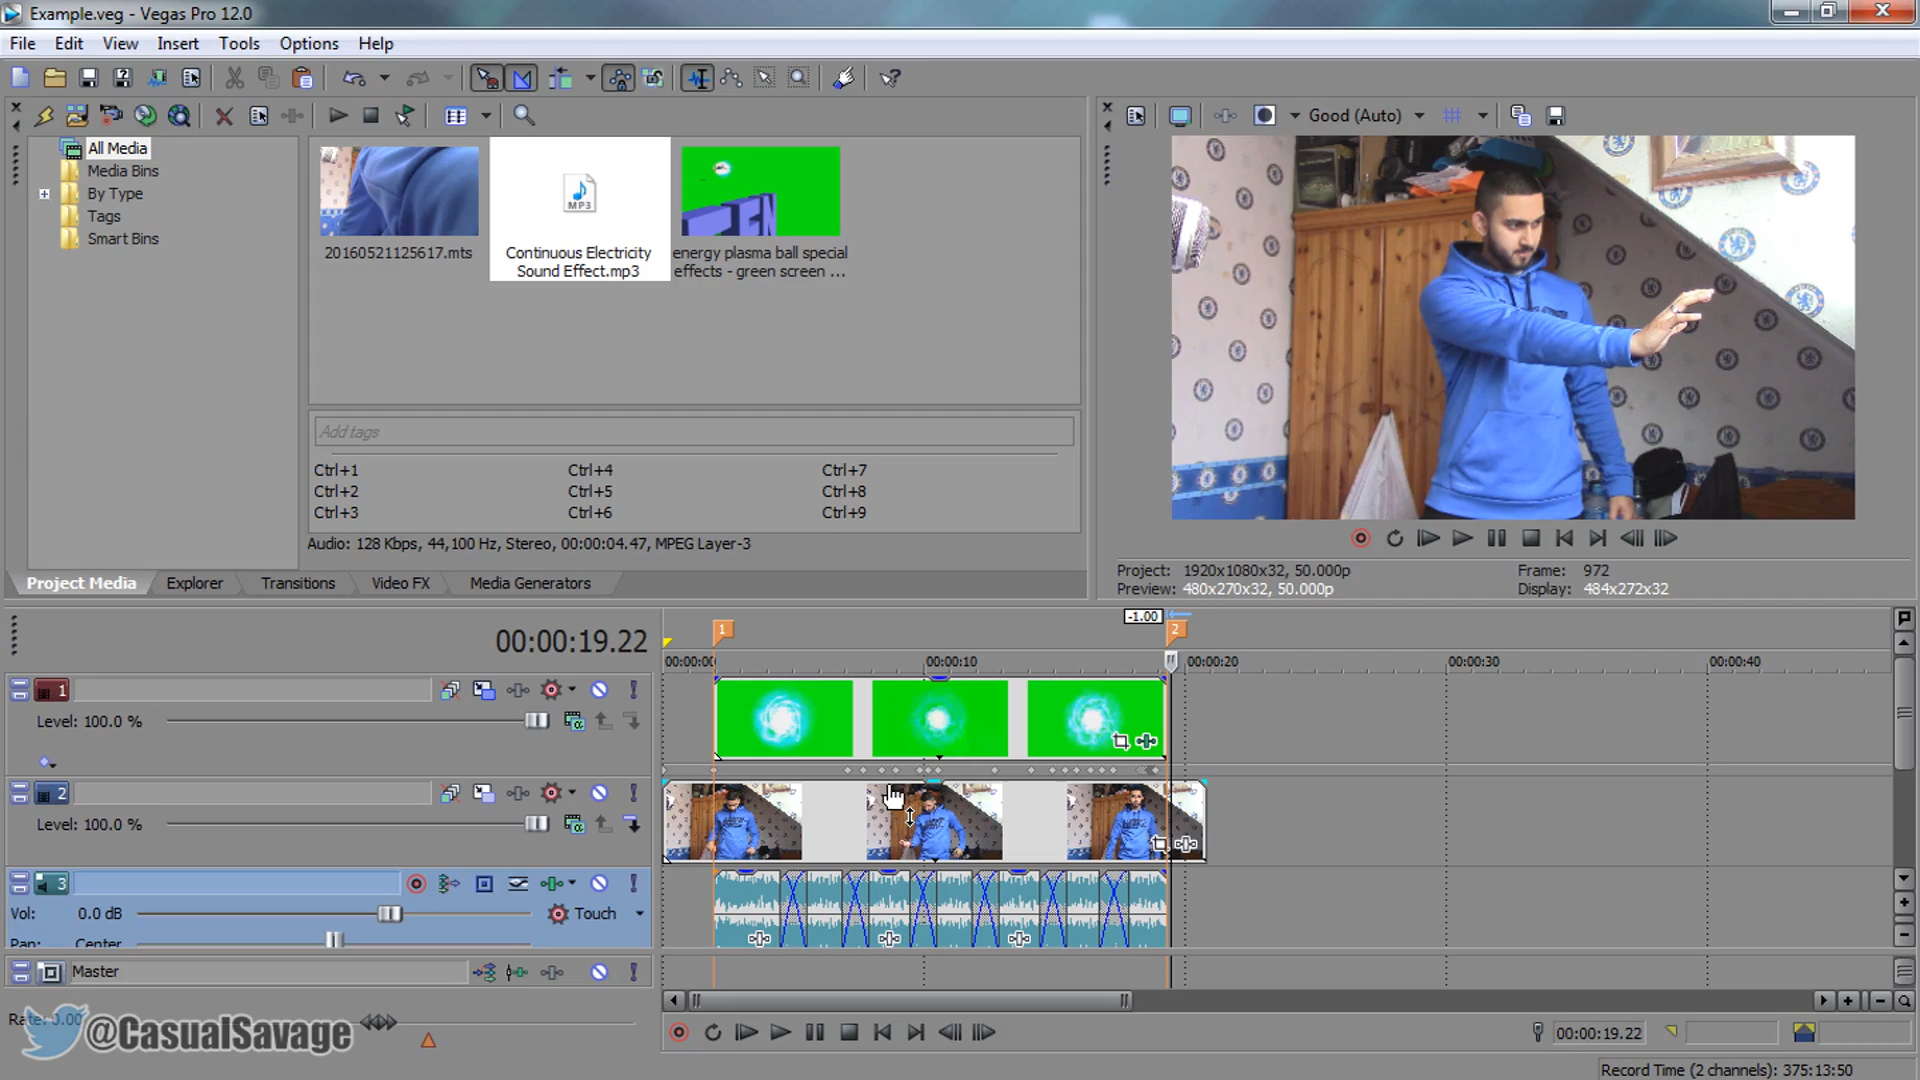 Example.veg - Vegas Pro 12.0
File Edit View Insert Tools Options Help
Good (Auto)
All Media
Media Bins
By Type
Tags
Smart Bins
MP3
20160521125617.mts
Continuous Electricity
Sound Effect.mp3
energy plasma ball special
effects - green screen ...
Add tags
Ctrl+1 Ctrl+4 Ctrl+7
Ctrl+2 Ctrl+5 Ctrl+8
Ctrl+3 Ctrl+6 Ctrl+9
Audio: 128 Kbps, 44,100 Hz, Stereo, 00:00:04.47, MPEG Layer-3
Project Media Explorer Transitions Video FX Media Generators
Project: 1920x1080x32, 50.000p Frame: 972
Preview: 480x270x32, 50.000p Display: 484x272x32
-1.00
1 2
00:00:19.22
00:00:00 00:00:10 00:00:20 00:00:30 00:00:40
1
Level: 100.0 %
2
Level: 100.0 %
3
Vol: 0.0 dB Touch
Pan: Center
Master
Rate: 0.00
@CasualSavage
00:00:19.22
Record Time (2 channels): 375:13:50